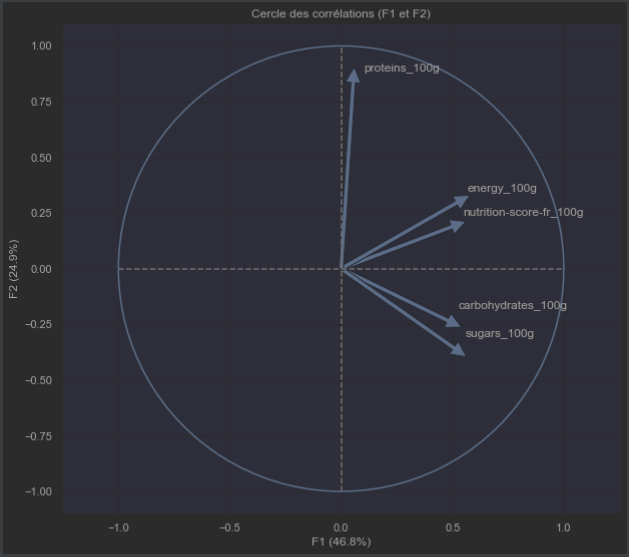 Cercle des corrélations (F1 et F2)
1.00
proteins_100g
0.75
0.50
energy_100g
0.25
nutrition-score-fr_100g
0.00
carbohydrates_100g
−0.25
sugars_100g
−0.50
−0.75
−1.00
F2 (24.9%)
−1.0 −0.5 0.0 0.5 1.0
F1 (46.8%)